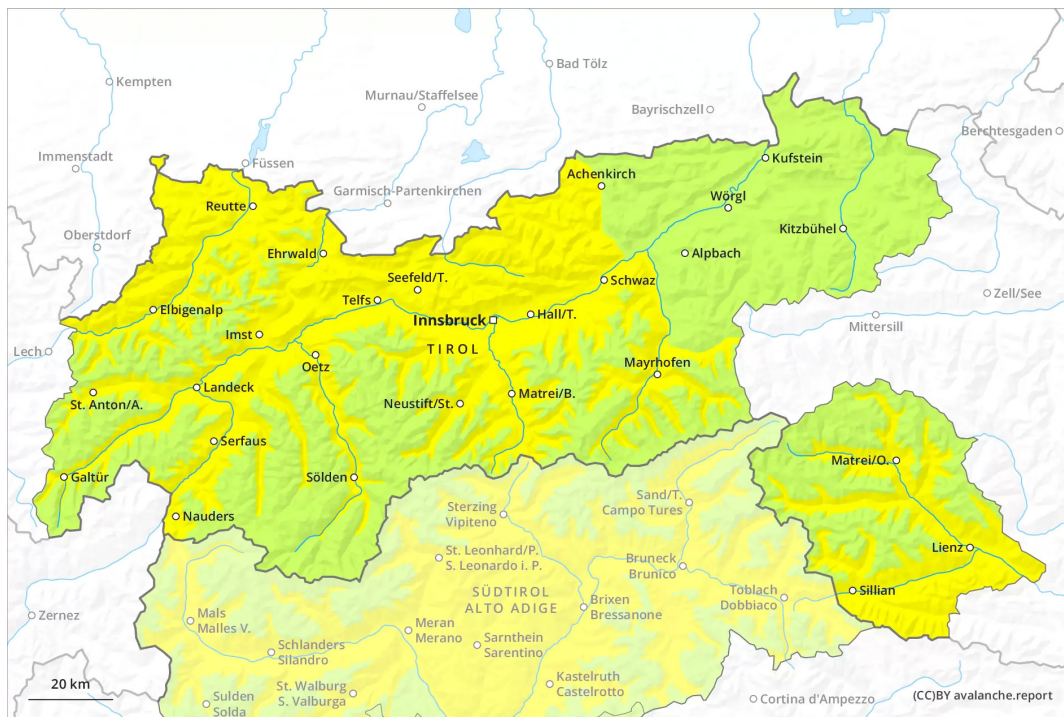 Bad Tölz
Kempten
Murnau/Staffelsee
Bayrischzell
Berchtesgaden
Immenstadt
Füssen
Kufstein
Garmisch-Partenkirchen
Achenkirch
Reutte
Wörgl
Oberstdorf
Kitzbühel
Ehrwald
Alpbach
Seefeld/T.
Schwaz
Zell/See
Telfs
Elbigenalp
Innsbruck
Hall/T.
Mittersill
Imst
Lech
TIROL
Oetz
Mayrhofen
Landeck
St. Anton/A.
Matrei/B.
Neustift/St.
Serfaus
Matrei/O.
Galtür
Sölden
Sand/T.
Campo Tures
Sterzing
Vipiteno
Nauders
Lienz
St. Leonhard/P.
S. Leonardo i. P.
Bruneck
Brunico
Sillian
SÜDTIROL
ALTO ADIGE
Toblach
Dobbiaco
Brixen
Bressanone
Zernez
Mals
Malles V.
Meran
Merano
Schlanders
Silandro
Sarnthein
Sarentino
Kastelruth
Castelrotto
20 km
Sulden
Solda
St. Walburg
S. Valburga
Cortina d'Ampezzo
(CC)BY avalanche.report